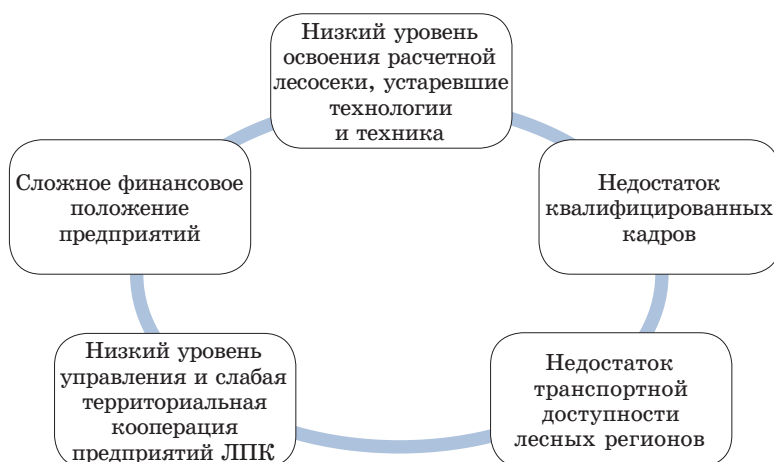 Низкий уровень
освоения расчетной
лесосеки, устаревшие
технологии
и техника
Сложное финансовое
положение
предприятий
Недостаток
квалифицированных
кадров
Низкий уровень
управления и слабая
территориальная
кооперация
предприятий ЛПК
Недостаток
транспортной
доступности
лесных регионов